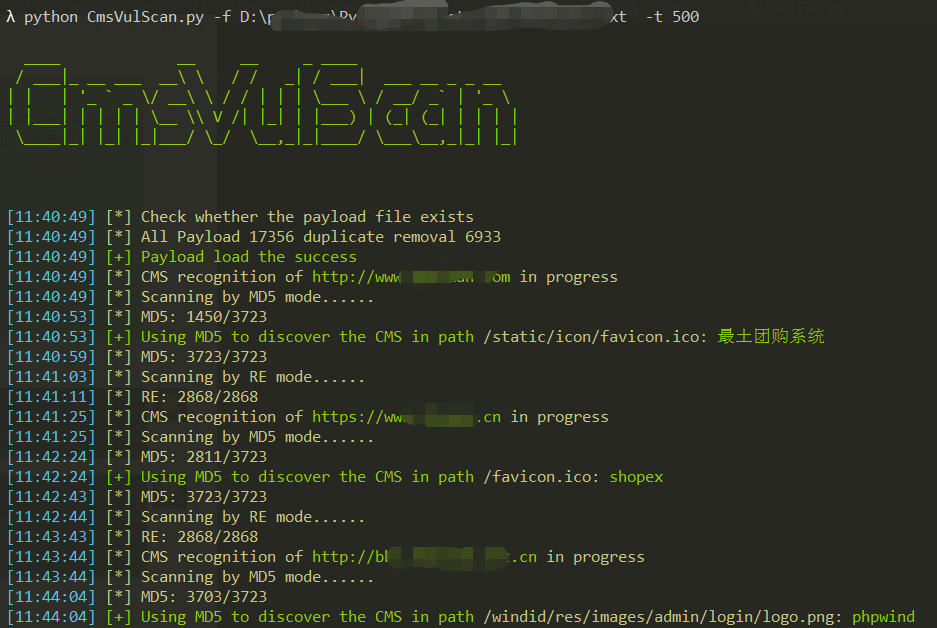 λ python CmsVulScan.py -f D:\ -t 500
CmsVulScan
[11:40:49] [*] Check whether the payload file exists
[11:40:49] [*] All Payload 17356 duplicate removal 6933
[11:40:49] [+] Payload load the success
[11:40:49] [*] CMS recognition of http://www in progress
[11:40:49] [*] Scanning by MD5 mode......
[11:40:53] [*] MD5: 1450/3723
[11:40:53] [+] Using MD5 to discover the CMS in path /static/icon/favicon.ico: 最土团购系统
[11:40:59] [*] MD5: 3723/3723
[11:41:03] [*] Scanning by RE mode......
[11:41:11] [*] RE: 2868/2868
[11:41:25] [*] CMS recognition of https://ww .cn in progress
[11:41:25] [*] Scanning by MD5 mode......
[11:42:24] [*] MD5: 2811/3723
[11:42:24] [+] Using MD5 to discover the CMS in path /favicon.ico: shopex
[11:42:43] [*] MD5: 3723/3723
[11:42:44] [*] Scanning by RE mode......
[11:43:43] [*] RE: 2868/2868
[11:43:44] [*] CMS recognition of http://bl .cn in progress
[11:43:44] [*] Scanning by MD5 mode......
[11:44:04] [*] MD5: 3703/3723
[11:44:04] [+] Using MD5 to discover the CMS in path /windid/res/images/admin/login/logo.png: phpwind